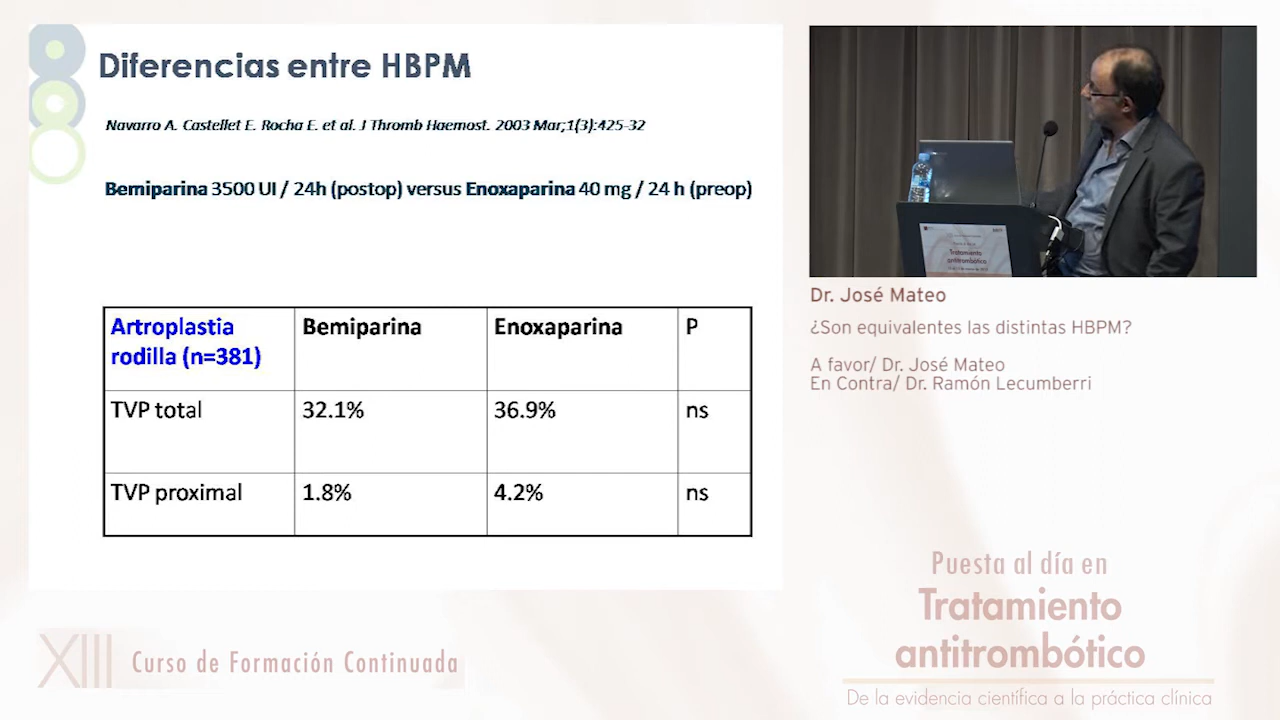 Diferencias entre HBPM
Navarro A. Castellet E. Rocha E. et al. J Thromb Haemost. 2003 Mar;1(3):425-32
Bemiparina 3500 UI / 24h (postop) versus Enoxaparina 40 mg / 24 h (preop)
Artroplastia rodilla (n=381) Bemiparina Enoxaparina P
TVP total 32.1% 36.9% ns
TVP proximal 1.8% 4.2% ns
Tratamiento
antitrombótico
Dr. José Mateo
¿Son equivalentes las distintas HBPM?
A favor/ Dr. José Mateo
En Contra/ Dr. Ramón Lecumberri
Puesta al día en
Tratamiento
antitrombótico
De la evidencia científica a la práctica clínica
XIII Curso de Formación Continuada